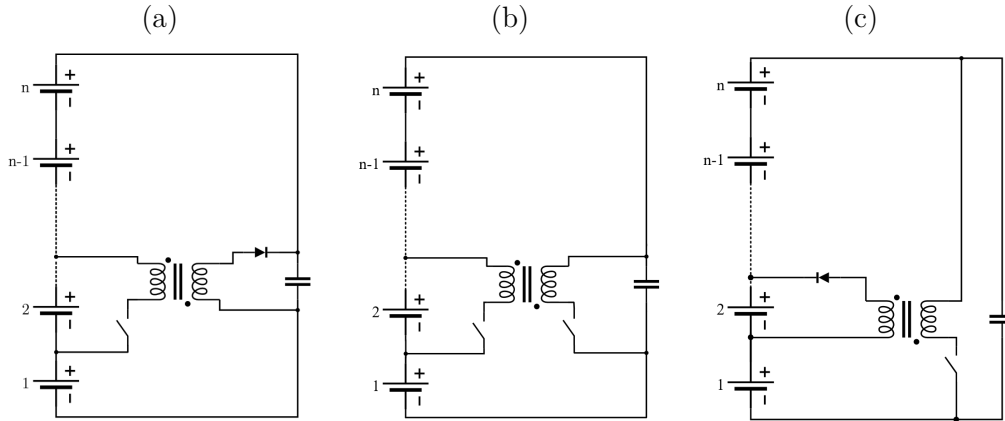 (a) (b) (c)
n + − n + − n + −
n-1 + − n-1 + − n-1 + −
2 + − 2 + − 2 + −
1 + − 1 + − 1 + −